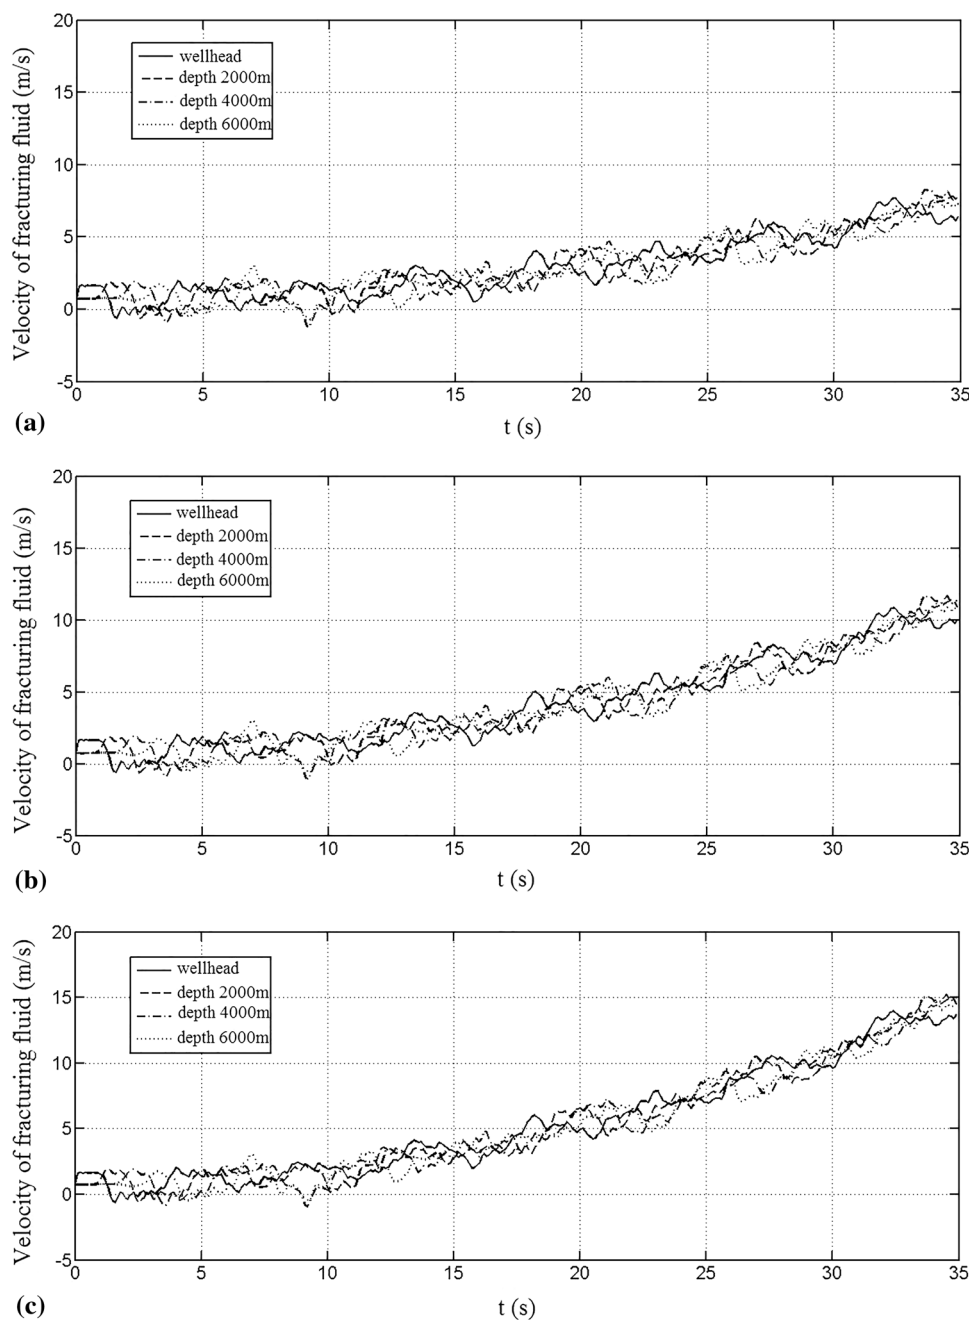 20
15
10
5
0
-5
Velocity of fracturing fluid (m/s)
wellhead
depth 2000m
depth 4000m
depth 6000m
0 5 10 15 20 25 30 35
(a)
t (s)
20
15
10
5
0
-5
Velocity of fracturing fluid (m/s)
wellhead
depth 2000m
depth 4000m
depth 6000m
0 5 10 15 20 25 30 35
(b)
t (s)
20
15
10
5
0
-5
Velocity of fracturing fluid (m/s)
wellhead
depth 2000m
depth 4000m
depth 6000m
0 5 10 15 20 25 30 35
(c)
t (s)